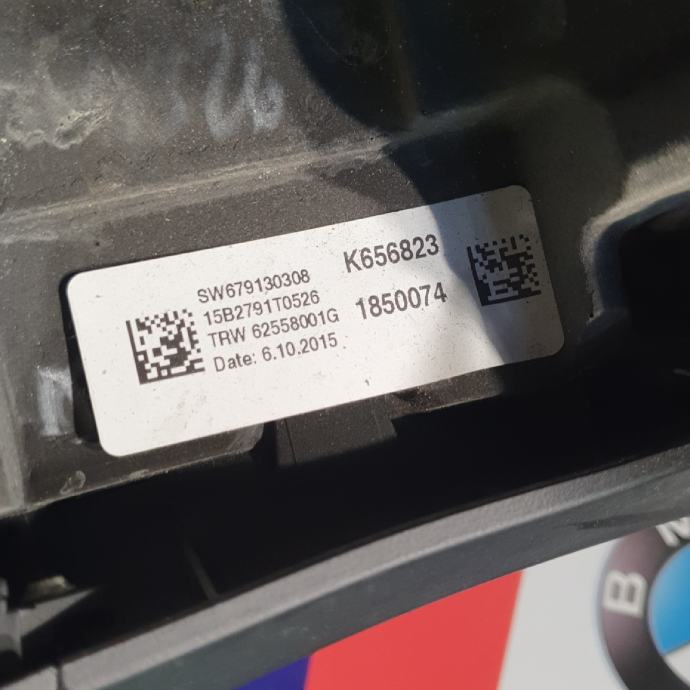 SW679130308
15B2791T0526
TRW 62558001G
Date: 6.10.2015
K656823
1850074
B M